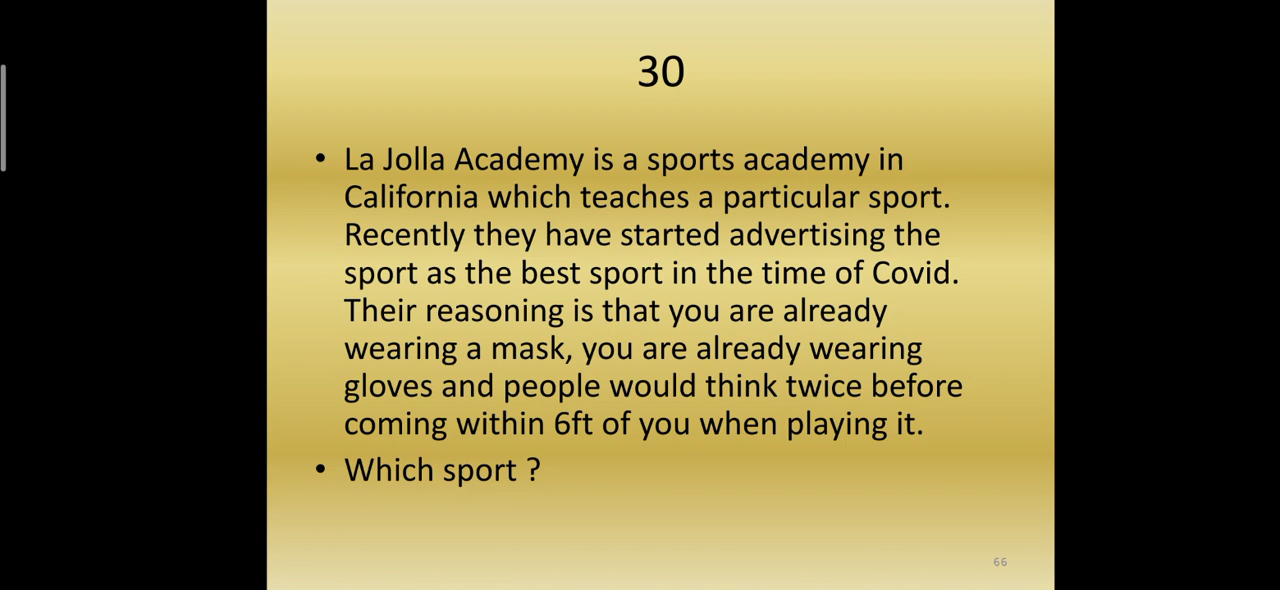 30
• La Jolla Academy is a sports academy in
California which teaches a particular sport.
Recently they have started advertising the
sport as the best sport in the time of Covid.
Their reasoning is that you are already
wearing a mask, you are already wearing
gloves and people would think twice before
coming within 6ft of you when playing it.
• Which sport ?
66